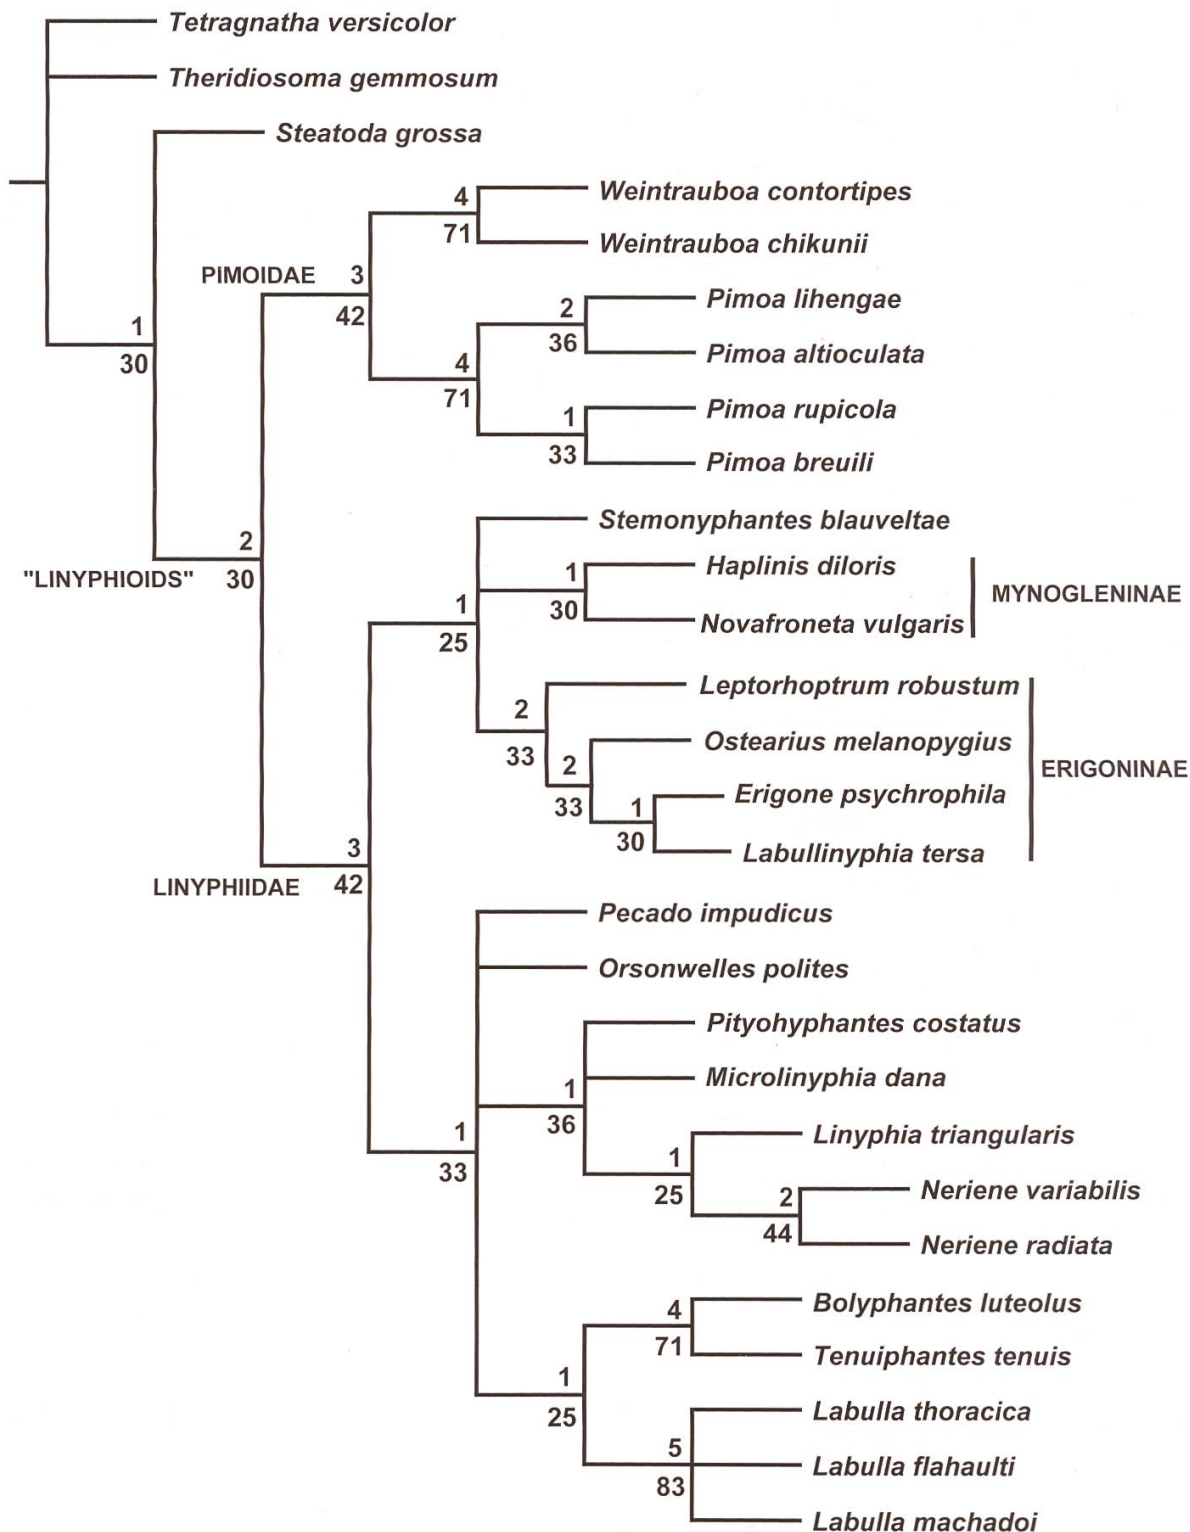 Tetragnatha versicolor
Theridiosoma gemmosum
Steatoda grossa
4
Weintrauboa contortipes
71
Weintrauboa chikunii
PIMOIDAE
3
42
2
Pimoa lihengae
36
Pimoa altioculata
1
30
4
71
1
Pimoa rupicola
33
Pimoa breuili
Stemonyphantes blauveltae
2
"LINYPHIOIDS"
30
1
Haplinis diloris
30
Novafroneta vulgaris
MYNOGLENINAE
1
25
Leptorhoptrum robustum
2
33
Ostearius melanopygius
2
33
Erigone psychrophila
1
30
Labullinyphia tersa
ERIGONINAE
3
LINYPHIIDAE
42
Pecado impudicus
Orsonwelles polites
Pityohyphantes costatus
1
Microlinyphia dana
36
1
33
Linyphia triangularis
1
25
2
Neriene variabilis
44
Neriene radiata
4
Bolyphantes luteolus
71
Tenuiphantes tenuis
1
25
Labulla thoracica
5
Labulla flahaulti
83
Labulla machadoi